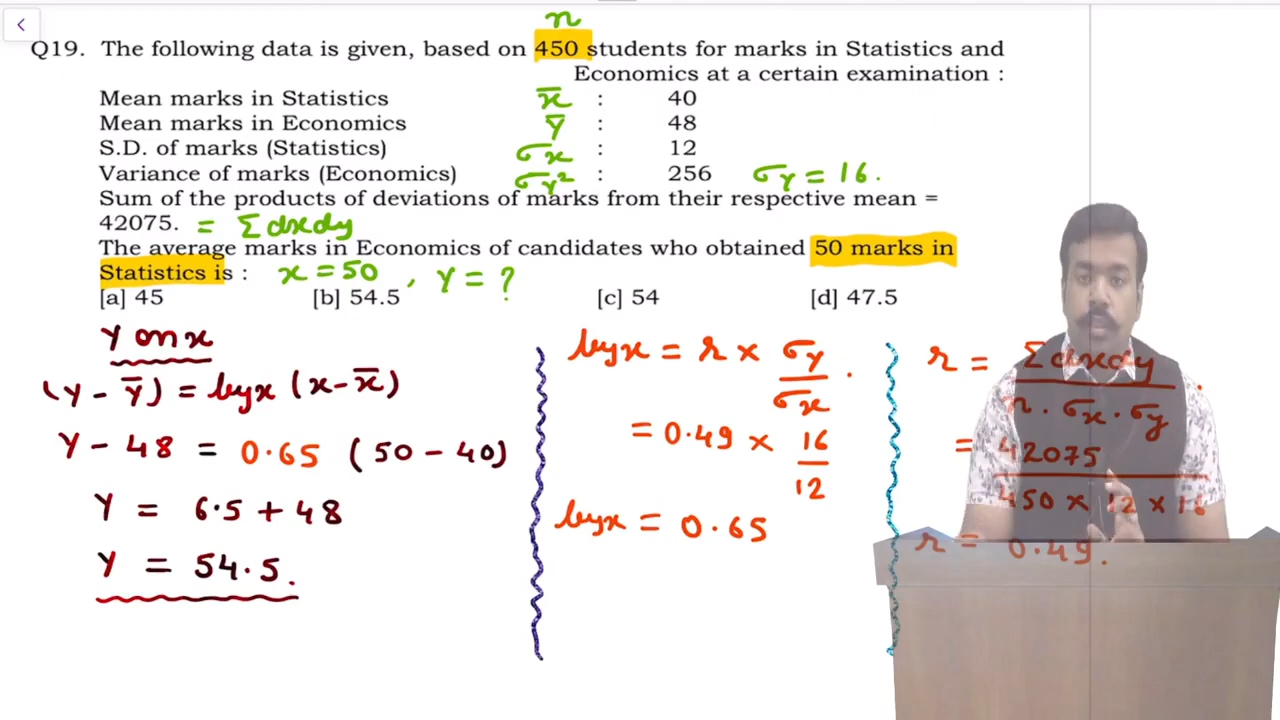 n
Q19. The following data is given, based on 450 students for marks in Statistics and
Economics at a certain examination :
Mean marks in Statistics x̅ : 40
Mean marks in Economics y̅ : 48
S.D. of marks (Statistics) σx : 12
Variance of marks (Economics) σy² : 256 σy = 16.
Sum of the products of deviations of marks from their respective mean =
42075. = Σdxdy
The average marks in Economics of candidates who obtained 50 marks in
Statistics is : x = 50 , y = ?
[a] 45 [b] 54.5 [c] 54 [d] 47.5
y on x
(y - y̅) = byx (x - x̅)
y - 48 = 0.65 (50 - 40)
y = 6.5 + 48
y = 54.5.
byx = r × σy / σx .
= 0.49 × 16 / 12
byx = 0.65
r = Σdxdy / n . σx . σy .
= 42075 / 450 × 12 × 16
r = 0.49.